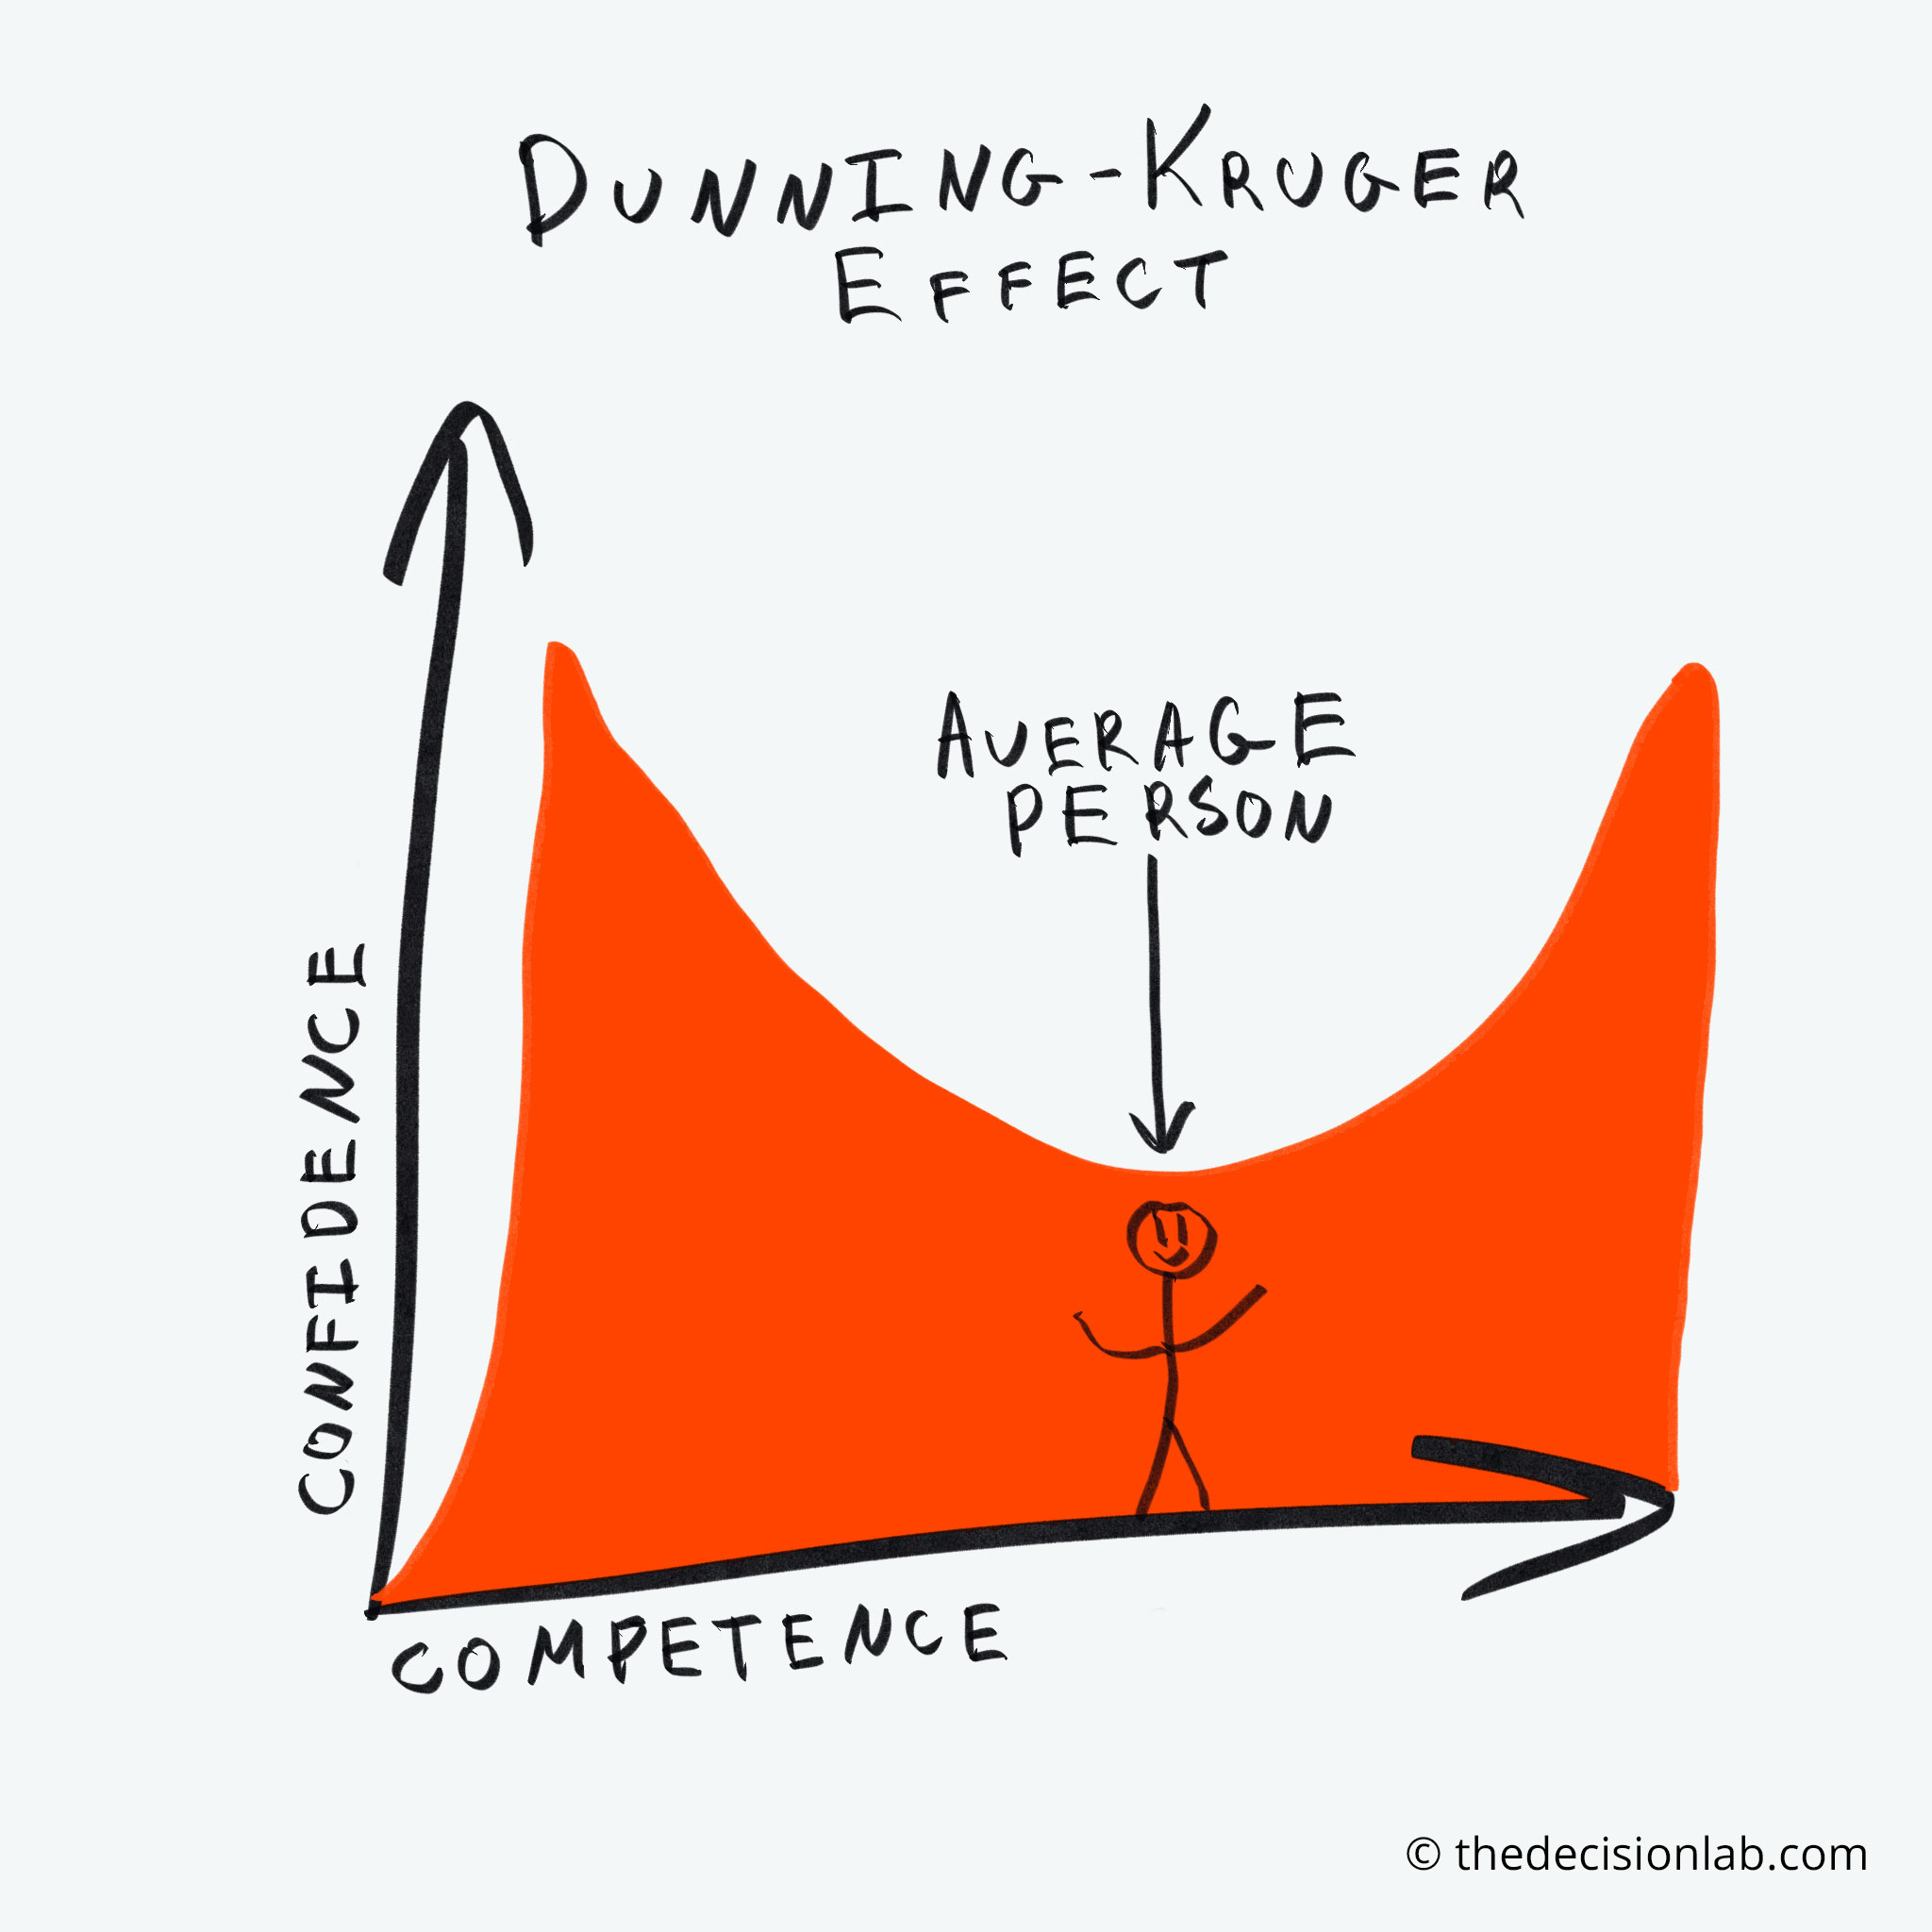 DUNNING-KRUGER
EFFECT
AVERAGE
PERSON
CONFIDENCE
COMPETENCE
© thedecisionlab.com